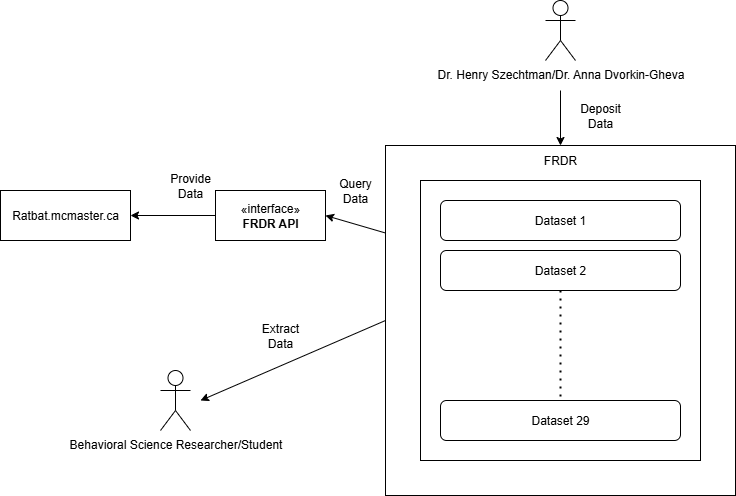 Dr. Henry Szechtman/Dr. Anna Dvorkin-Gheva
Deposit
Data
FRDR
Provide
Data
Query
Data
Ratbat.mcmaster.ca
«interface»
FRDR API
Dataset 1
Dataset 2
Extract
Data
Dataset 29
Behavioral Science Researcher/Student